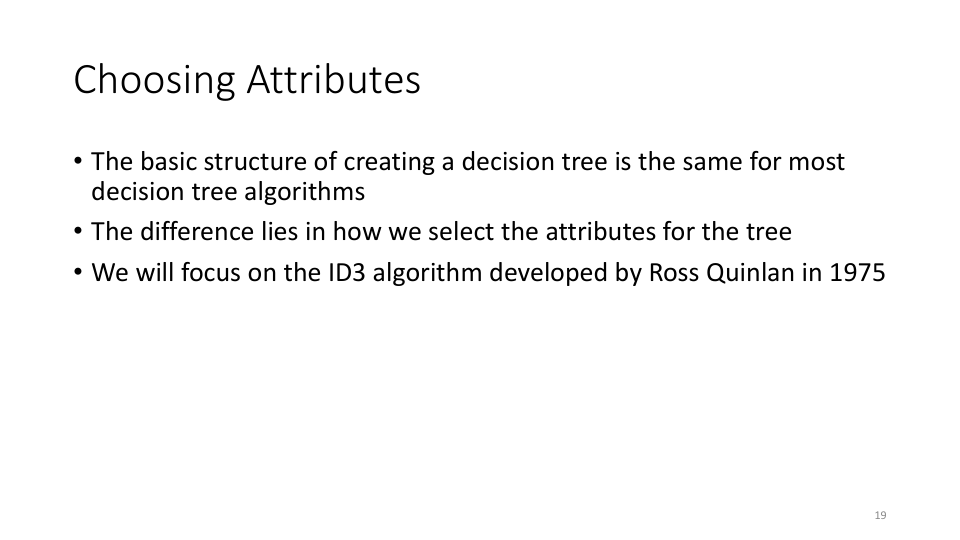 Choosing Attributes
• The basic structure of creating a decision tree is the same for most
decision tree algorithms
• The difference lies in how we select the attributes for the tree
• We will focus on the ID3 algorithm developed by Ross Quinlan in 1975
19